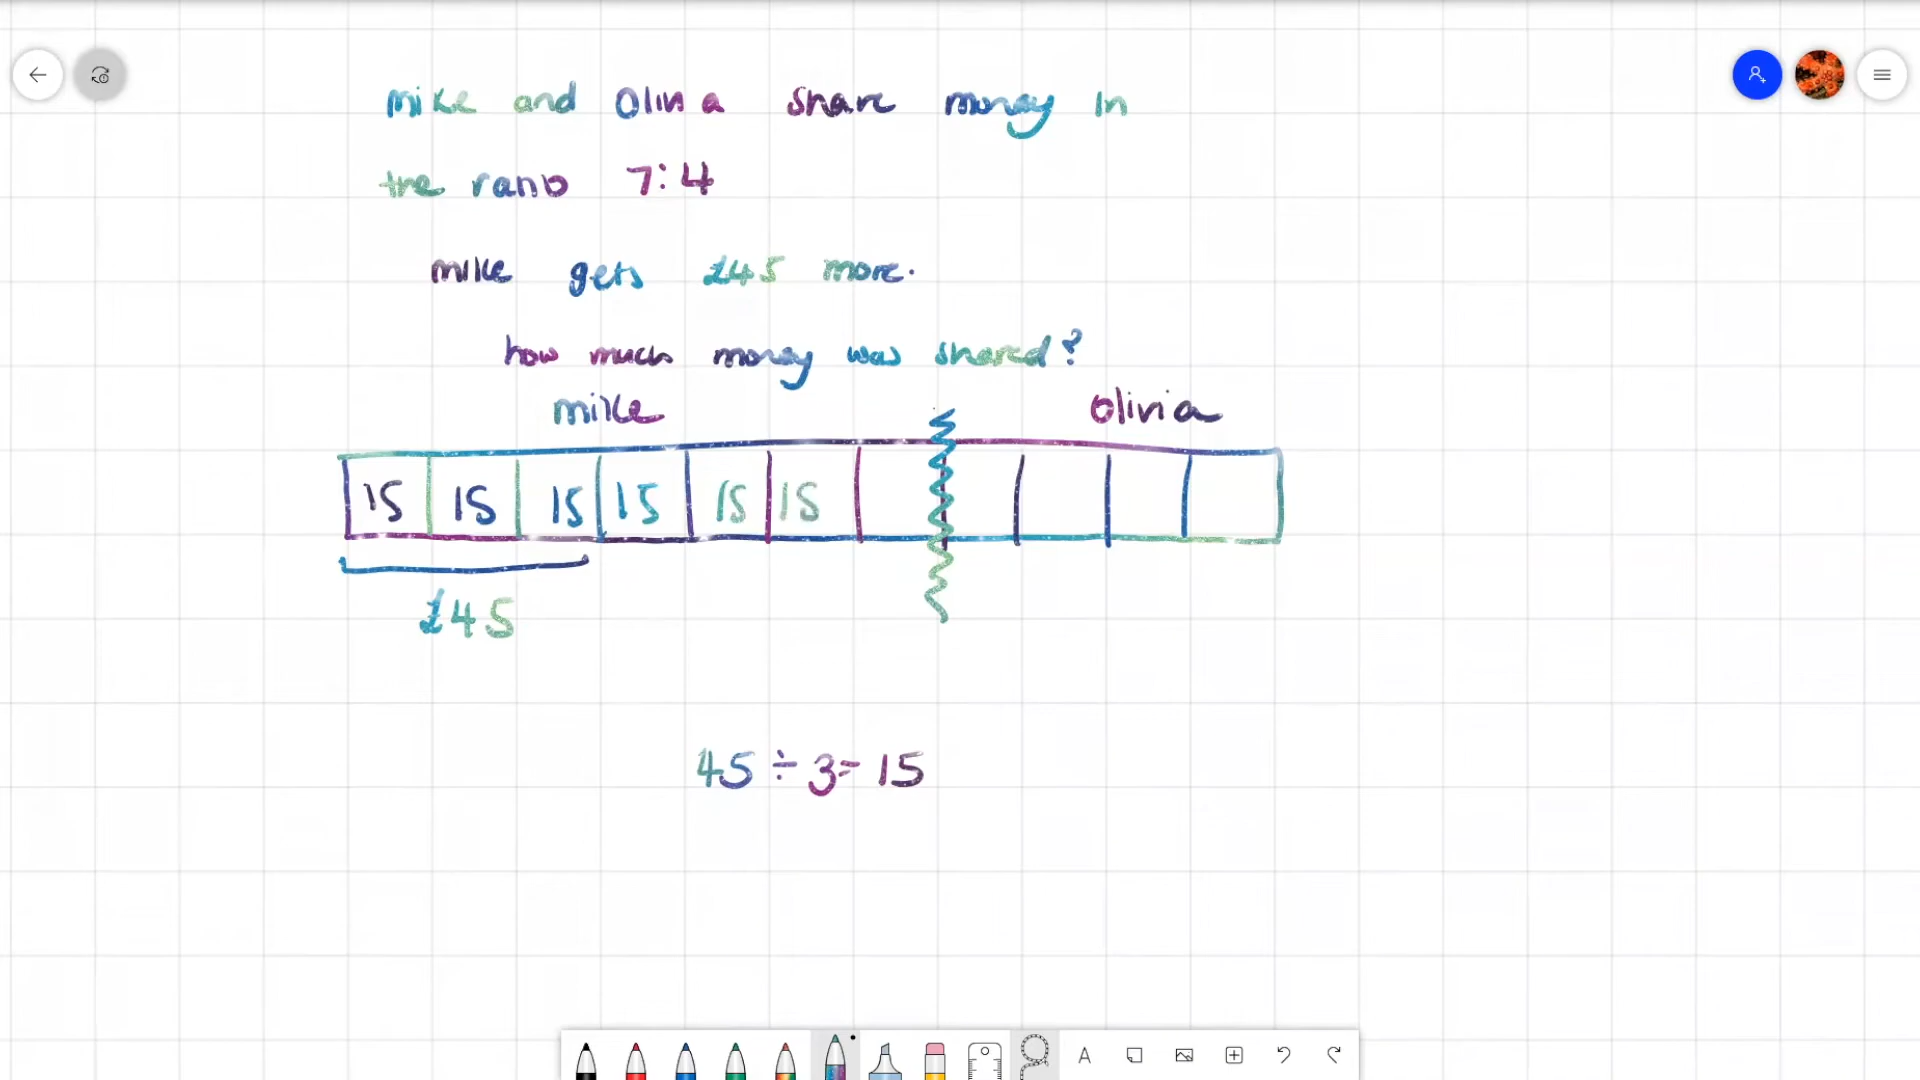 mike and Olivia share money in
the ratio 7:4
mike gets £45 more.
how much money was shared?
mike Olivia
15 15 15 15 15 15
£45
45 ÷ 3 = 15
A